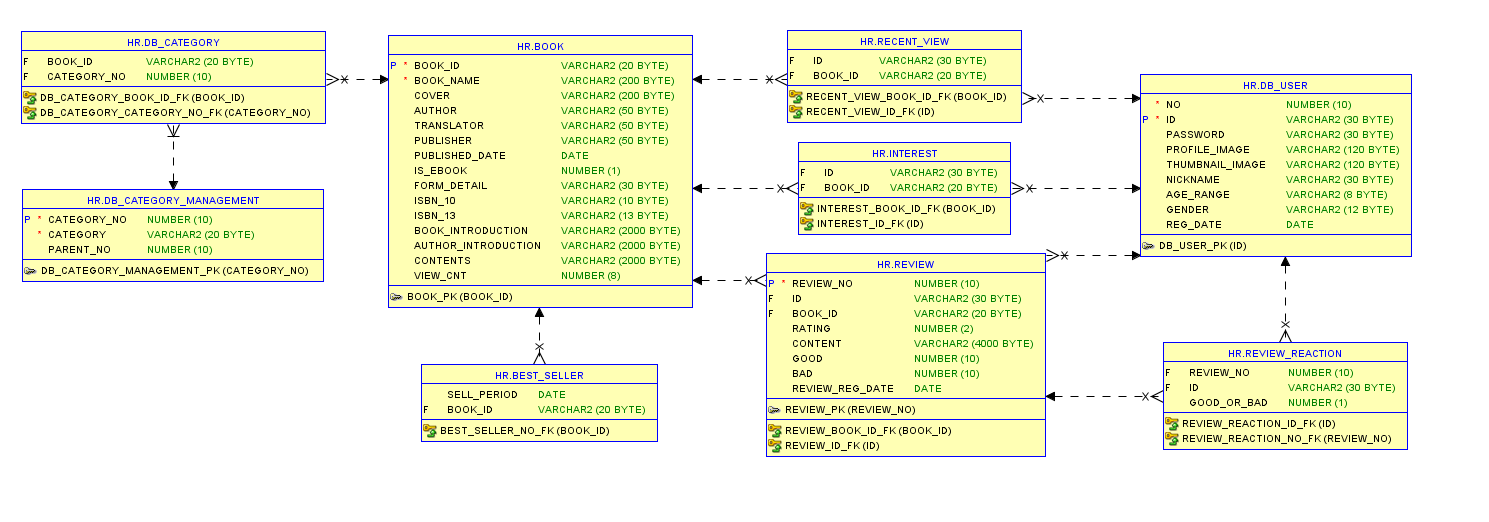 HR.DB_CATEGORY
F BOOK_ID VARCHAR2 (20 BYTE)
F CATEGORY_NO NUMBER (10)
DB_CATEGORY_BOOK_ID_FK (BOOK_ID)
DB_CATEGORY_CATEGORY_NO_FK (CATEGORY_NO)
HR.DB_CATEGORY_MANAGEMENT
P * CATEGORY_NO NUMBER (10)
* CATEGORY VARCHAR2 (20 BYTE)
PARENT_NO NUMBER (10)
DB_CATEGORY_MANAGEMENT_PK (CATEGORY_NO)
HR.BOOK
P * BOOK_ID VARCHAR2 (20 BYTE)
* BOOK_NAME VARCHAR2 (200 BYTE)
COVER VARCHAR2 (200 BYTE)
AUTHOR VARCHAR2 (50 BYTE)
TRANSLATOR VARCHAR2 (50 BYTE)
PUBLISHER VARCHAR2 (50 BYTE)
PUBLISHED_DATE DATE
IS_EBOOK NUMBER (1)
FORM_DETAIL VARCHAR2 (30 BYTE)
ISBN_10 VARCHAR2 (10 BYTE)
ISBN_13 VARCHAR2 (13 BYTE)
BOOK_INTRODUCTION VARCHAR2 (2000 BYTE)
AUTHOR_INTRODUCTION VARCHAR2 (2000 BYTE)
CONTENTS VARCHAR2 (2000 BYTE)
VIEW_CNT NUMBER (8)
BOOK_PK (BOOK_ID)
HR.BEST_SELLER
SELL_PERIOD DATE
F BOOK_ID VARCHAR2 (20 BYTE)
BEST_SELLER_NO_FK (BOOK_ID)
HR.RECENT_VIEW
F ID VARCHAR2 (30 BYTE)
F BOOK_ID VARCHAR2 (20 BYTE)
RECENT_VIEW_BOOK_ID_FK (BOOK_ID)
RECENT_VIEW_ID_FK (ID)
HR.INTEREST
F ID VARCHAR2 (30 BYTE)
F BOOK_ID VARCHAR2 (20 BYTE)
INTEREST_BOOK_ID_FK (BOOK_ID)
INTEREST_ID_FK (ID)
HR.REVIEW
P * REVIEW_NO NUMBER (10)
F ID VARCHAR2 (30 BYTE)
F BOOK_ID VARCHAR2 (20 BYTE)
RATING NUMBER (2)
CONTENT VARCHAR2 (4000 BYTE)
GOOD NUMBER (10)
BAD NUMBER (10)
REVIEW_REG_DATE DATE
REVIEW_PK (REVIEW_NO)
REVIEW_BOOK_ID_FK (BOOK_ID)
REVIEW_ID_FK (ID)
HR.DB_USER
* NO NUMBER (10)
P * ID VARCHAR2 (30 BYTE)
PASSWORD VARCHAR2 (30 BYTE)
PROFILE_IMAGE VARCHAR2 (120 BYTE)
THUMBNAIL_IMAGE VARCHAR2 (120 BYTE)
NICKNAME VARCHAR2 (30 BYTE)
AGE_RANGE VARCHAR2 (8 BYTE)
GENDER VARCHAR2 (12 BYTE)
REG_DATE DATE
DB_USER_PK (ID)
HR.REVIEW_REACTION
F REVIEW_NO NUMBER (10)
F ID VARCHAR2 (30 BYTE)
GOOD_OR_BAD NUMBER (1)
REVIEW_REACTION_ID_FK (ID)
REVIEW_REACTION_NO_FK (REVIEW_NO)